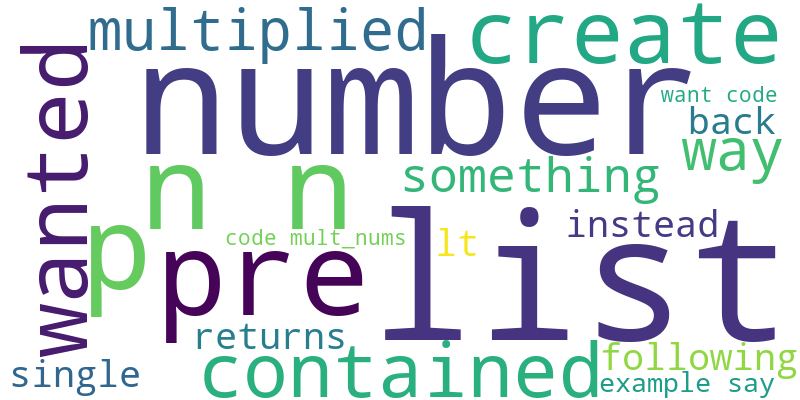 multiplied
create
number
want code
back
wanted
way
n n
something
p
pre
code mult_nums
lt
list
instead
returns
contained
following
single
example say